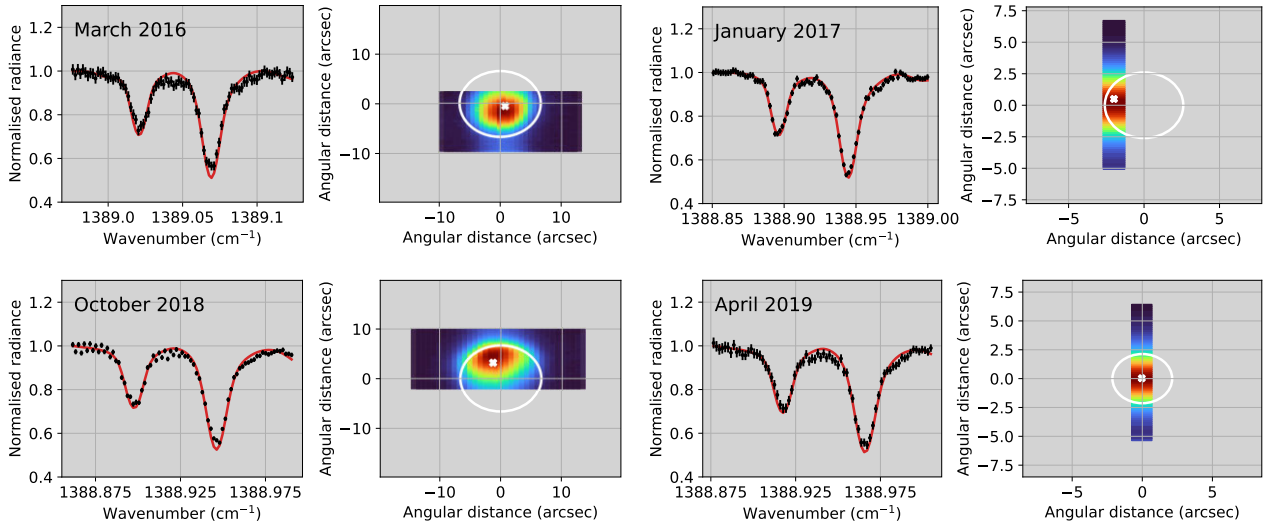 March 2016
Normalised radiance
1.2
1.0
0.8
0.6
0.4
1389.0 1389.05 1389.1
Wavenumber (cm⁻¹)
Angular distance (arcsec)
10
0
−10
−10 0 10
Angular distance (arcsec)
January 2017
Normalised radiance
1.2
1.0
0.8
0.6
0.4
1388.85 1388.90 1388.95 1389.00
Wavenumber (cm⁻¹)
Angular distance (arcsec)
7.5
5.0
2.5
0.0
−2.5
−5.0
−7.5
−5 0 5
Angular distance (arcsec)
October 2018
Normalised radiance
1.2
1.0
0.8
0.6
0.4
1388.875 1388.925 1388.975
Wavenumber (cm⁻¹)
Angular distance (arcsec)
10
0
−10
−10 0 10
Angular distance (arcsec)
April 2019
Normalised radiance
1.2
1.0
0.8
0.6
0.4
1388.875 1388.925 1388.975
Wavenumber (cm⁻¹)
Angular distance (arcsec)
7.5
5.0
2.5
0.0
−2.5
−5.0
−7.5
−5 0 5
Angular distance (arcsec)